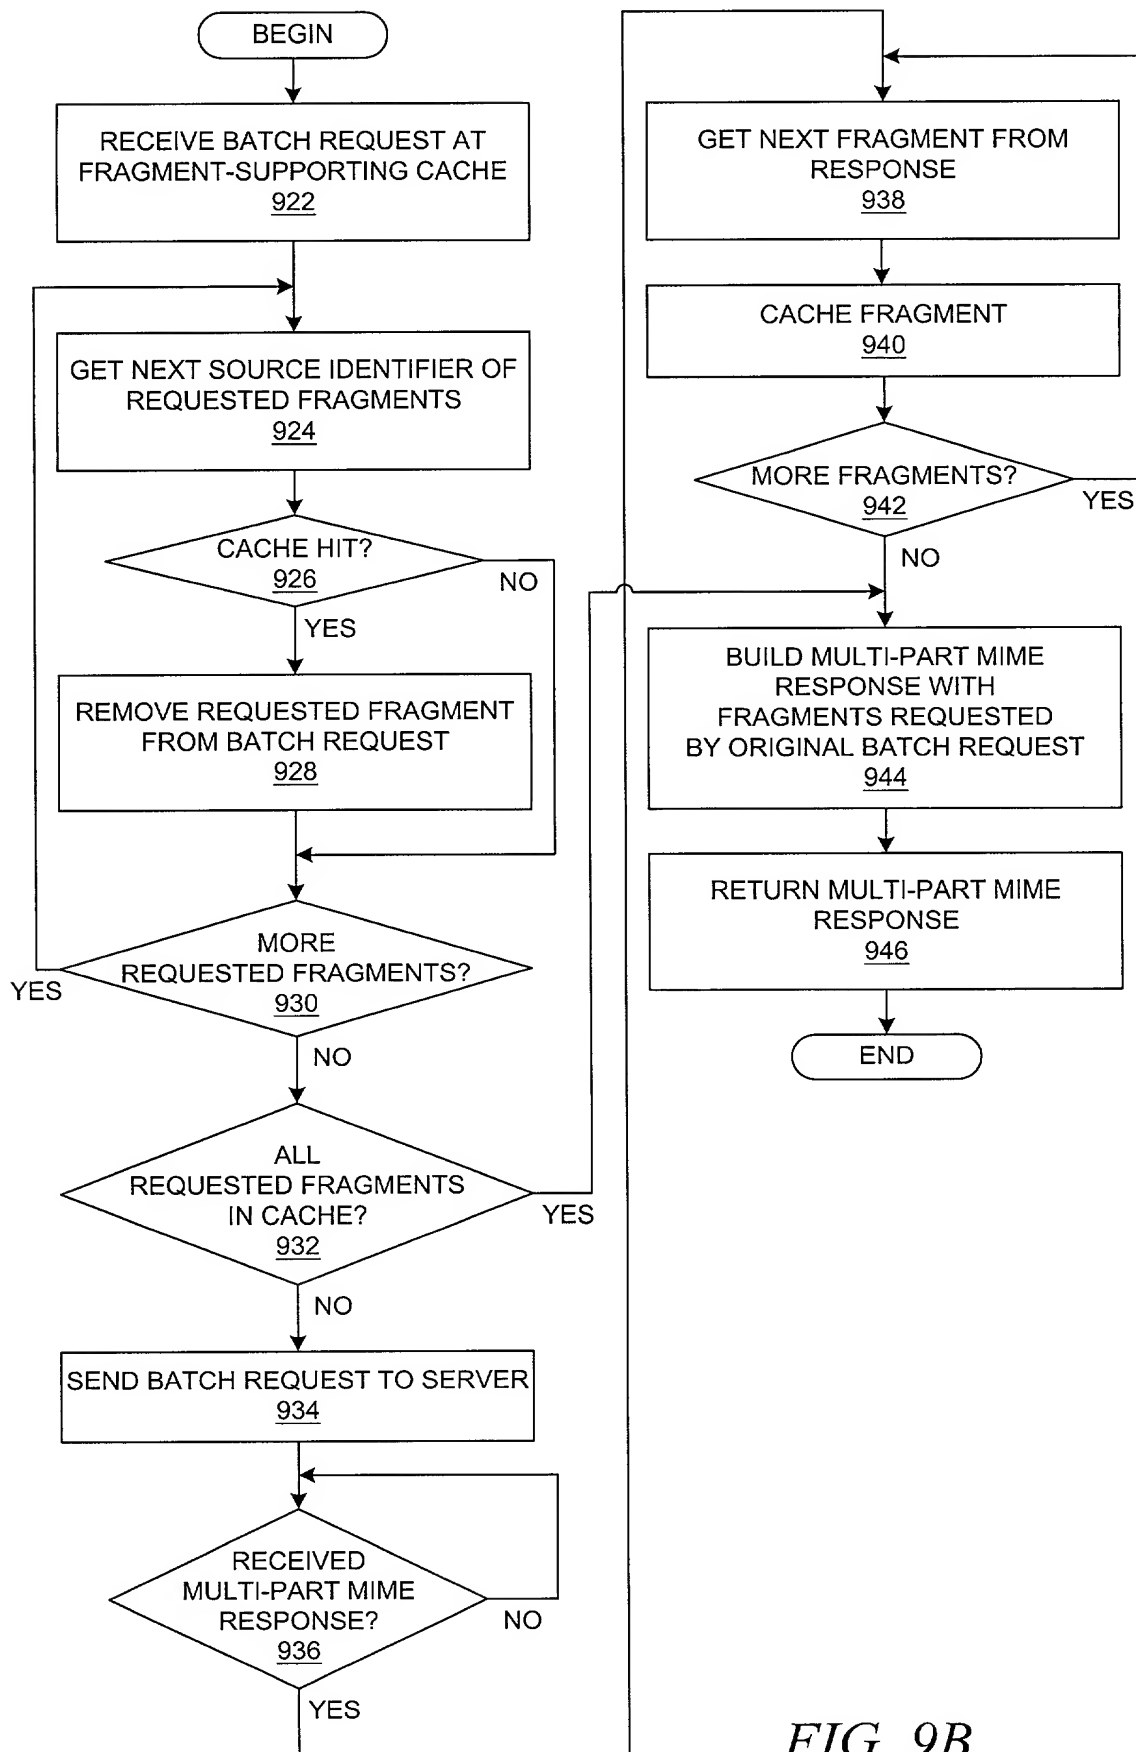 BEGIN
RECEIVE BATCH REQUEST AT
FRAGMENT-SUPPORTING CACHE
922
GET NEXT SOURCE IDENTIFIER OF
REQUESTED FRAGMENTS
924
CACHE HIT?
926
NO
YES
REMOVE REQUESTED FRAGMENT
FROM BATCH REQUEST
928
MORE
REQUESTED FRAGMENTS?
930
YES
NO
ALL
REQUESTED FRAGMENTS
IN CACHE?
932
YES
NO
SEND BATCH REQUEST TO SERVER
934
RECEIVED
MULTI-PART MIME
RESPONSE?
936
NO
YES
GET NEXT FRAGMENT FROM
RESPONSE
938
CACHE FRAGMENT
940
MORE FRAGMENTS?
942
YES
NO
BUILD MULTI-PART MIME
RESPONSE WITH
FRAGMENTS REQUESTED
BY ORIGINAL BATCH REQUEST
944
RETURN MULTI-PART MIME
RESPONSE
946
END
FIG. 9B